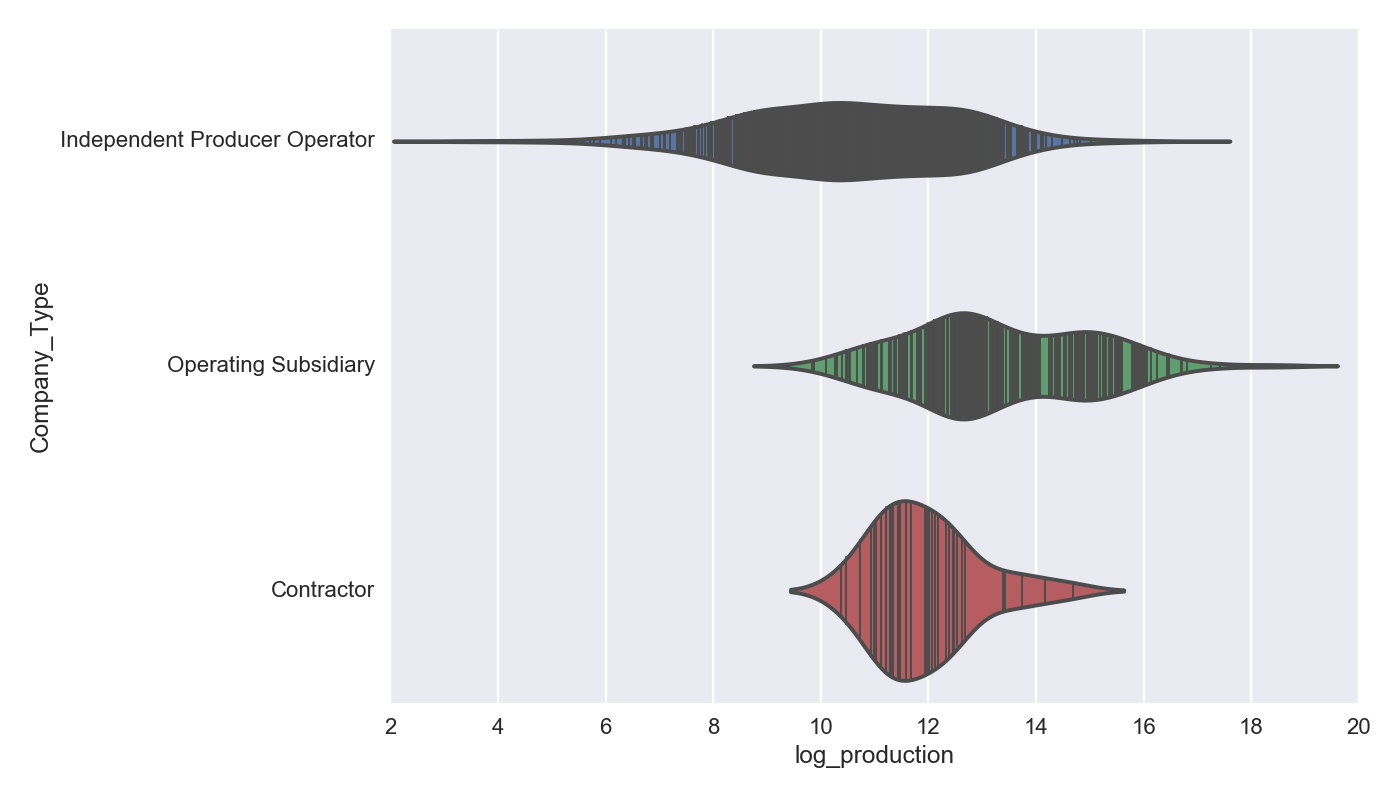 Independent Producer Operator
Operating Subsidiary
Contractor
Company_Type
2 4 6 8 10 12 14 16 18 20
log_production